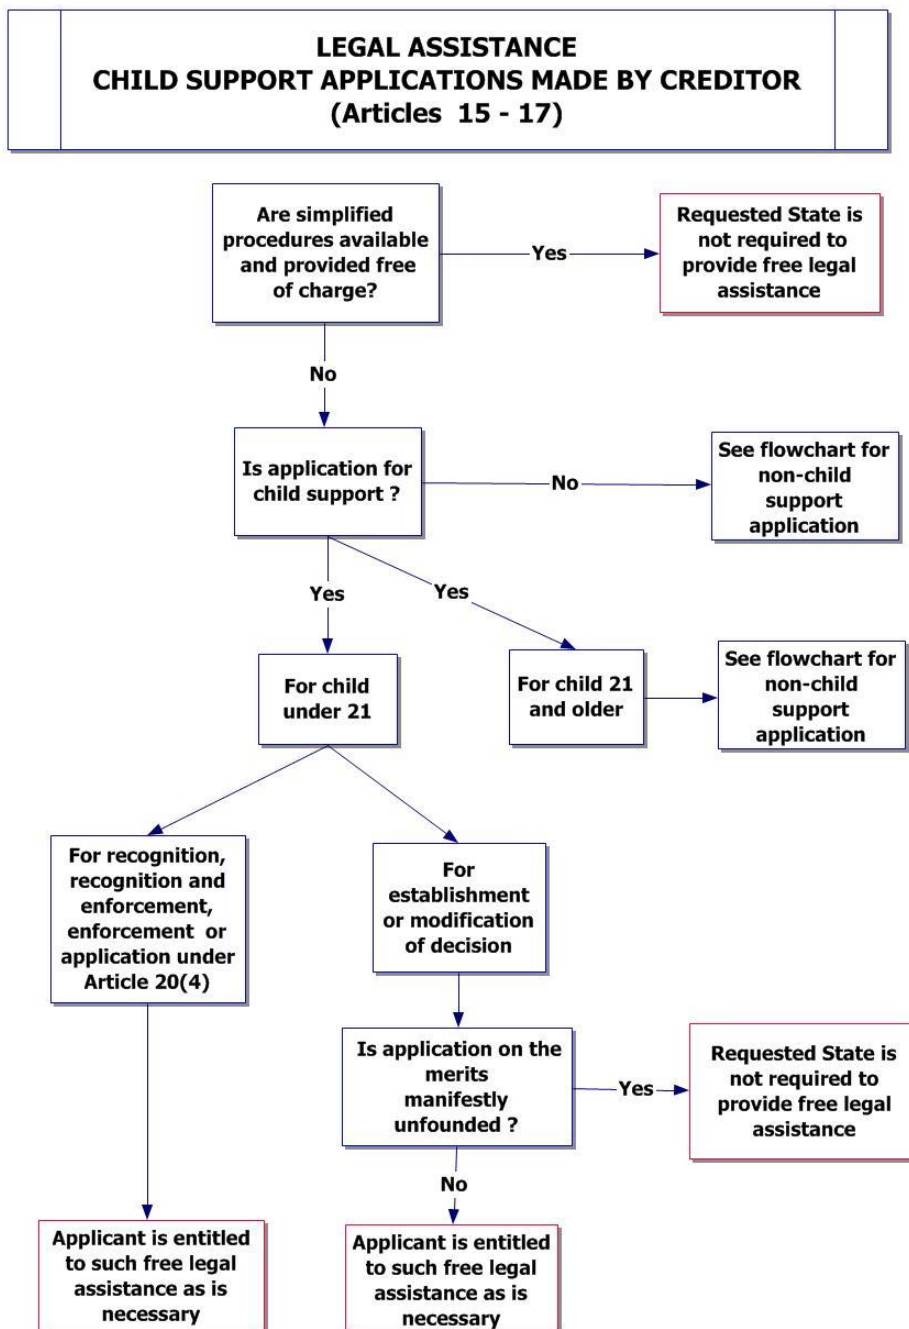 LEGAL ASSISTANCE
CHILD SUPPORT APPLICATIONS MADE BY CREDITOR
(Articles 15 - 17)
Are simplified
procedures available
and provided free
of charge?
Yes
Requested State is
not required to
provide free legal
assistance
No
Is application for
child support ?
No
See flowchart for
non-child
support
application
Yes
Yes
For child
under 21
For child 21
and older
See flowchart for
non-child
support
application
For recognition,
recognition and
enforcement,
enforcement or
application under
Article 20(4)
For
establishment
or modification
of decision
Is application on the
merits
manifestly
unfounded ?
Yes
Requested State is
not required to
provide free legal
assistance
No
Applicant is entitled
to such free legal
assistance as is
necessary
Applicant is entitled
to such free legal
assistance as is
necessary